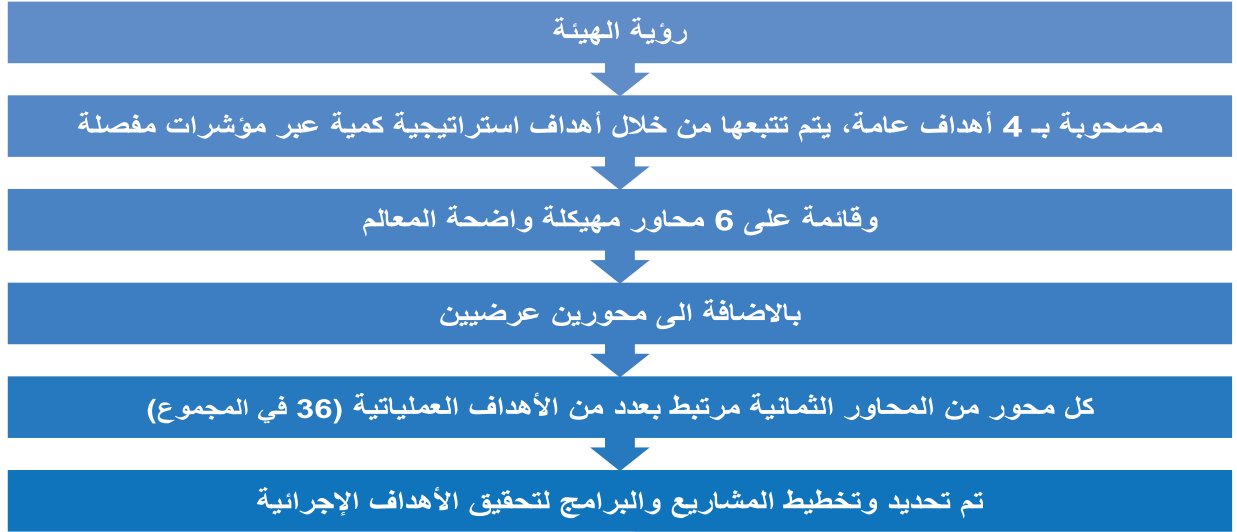 رؤية الهيئة
مصحوبة بـ 4 أهداف عامة، يتم تتبعها من خلال أهداف استراتيجية كمية عبر مؤشرات مفصلة
وقائمة على 6 محاور مهيكلة واضحة المعالم
بالاضافة الى محورين عرضيين
كل محور من المحاور الثمانية مرتبط بعدد من الأهداف العملياتية (36 في المجموع)
تم تحديد وتخطيط المشاريع والبرامج لتحقيق الأهداف الإجرائية